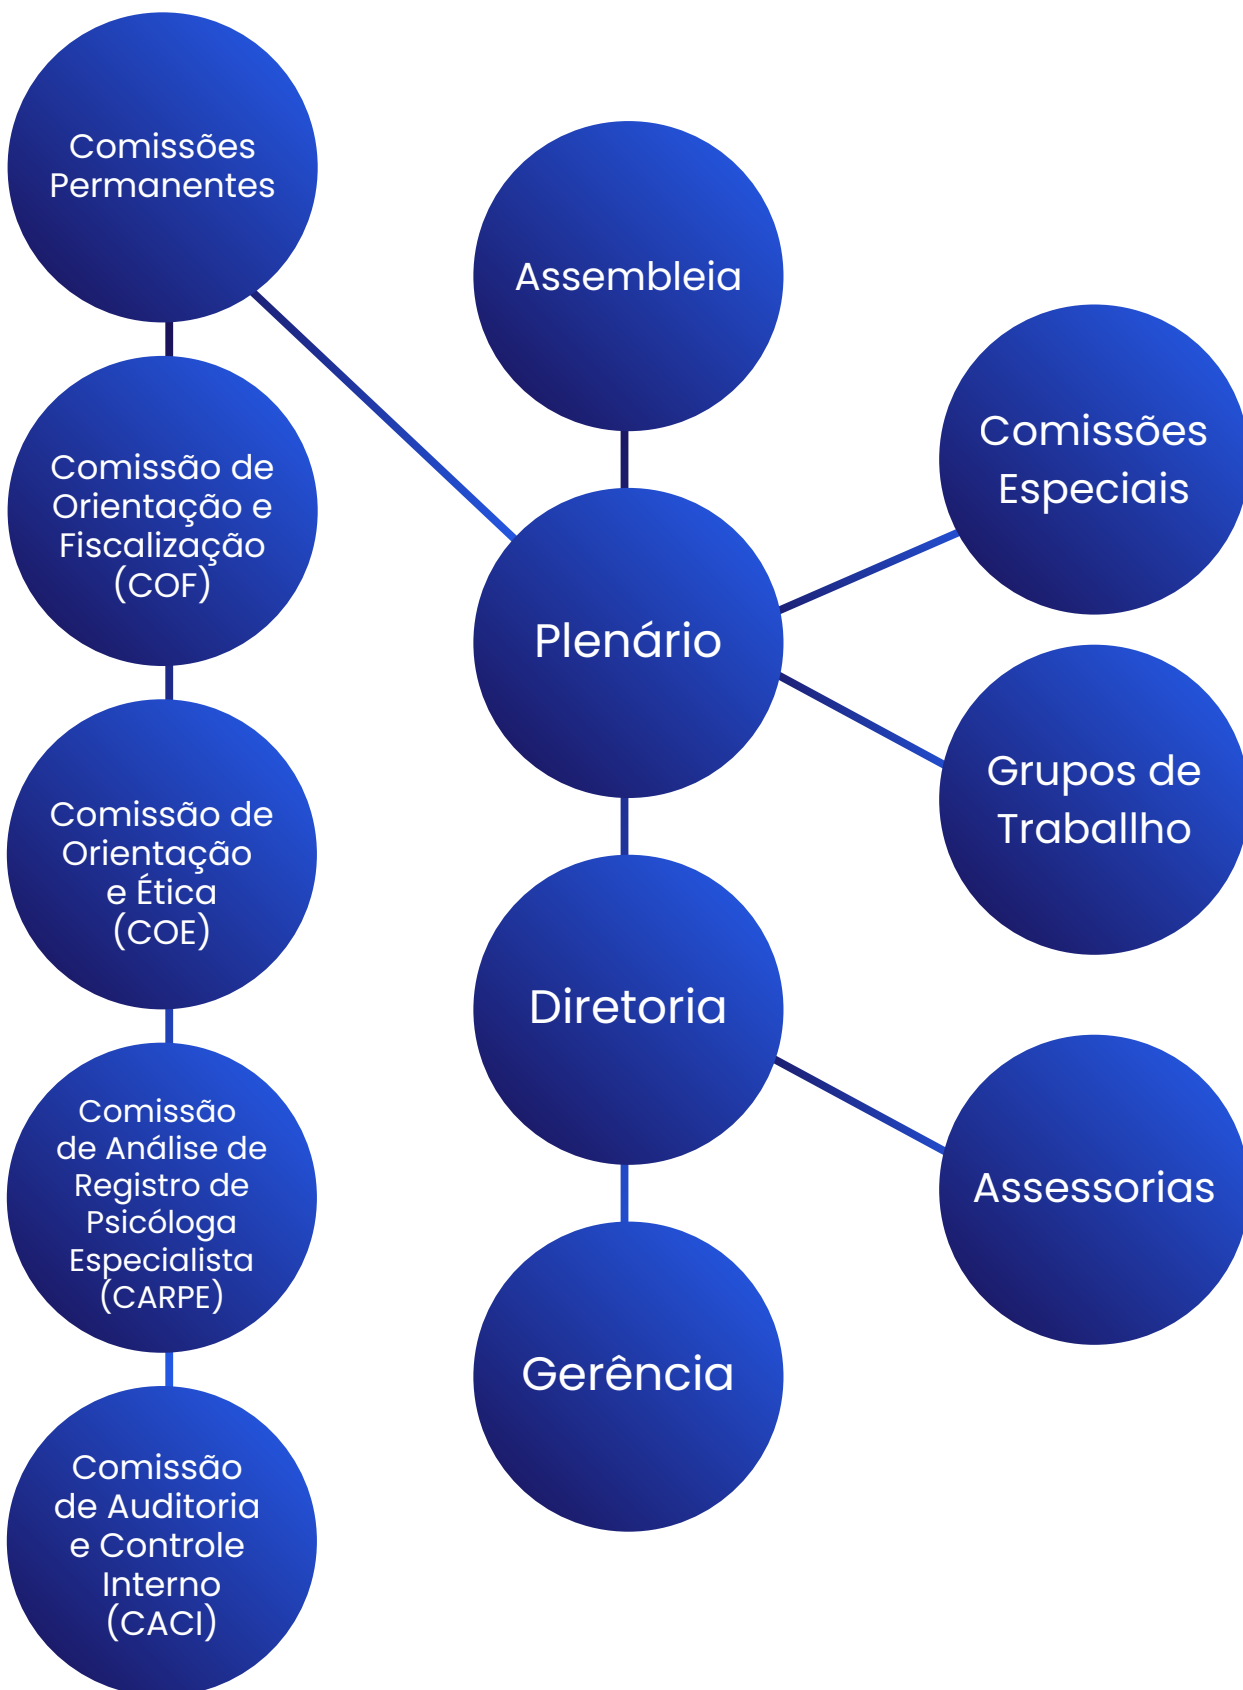 Comissões
Permanentes
Comissão de
Orientação e
Fiscalização
(COF)
Comissão de
Orientação
e Ética
(COE)
Comissão
de Análise de
Registro de
Psicóloga
Especialista
(CARPE)
Comissão
de Auditoria
e Controle
Interno
(CACI)
Assembleia
Plenário
Diretoria
Gerência
Comissões
Especiais
Grupos de
Traballho
Assessorias